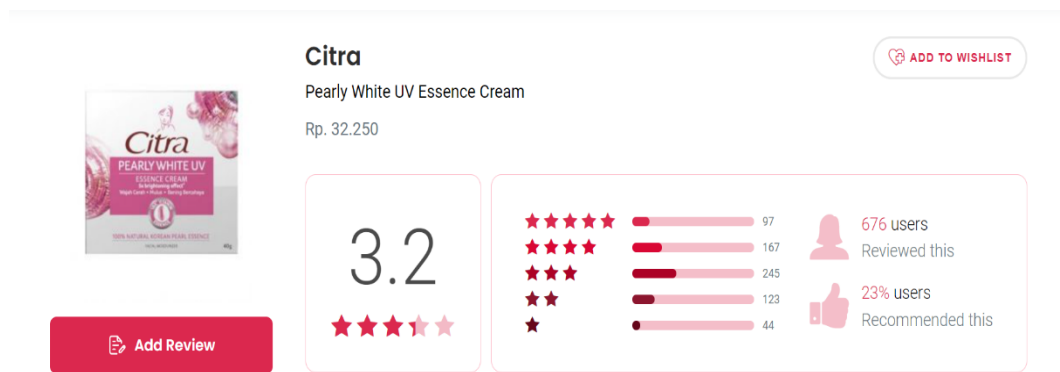 Citra
ADD TO WISHLIST
Pearly White UV Essence Cream
Rp. 32.250
Citra
PEARLY WHITE UV
ESSENCE CREAM
100% NATURAL KOREAN PEARL ESSENCE
3.2
97
167
245
123
44
676 users
Reviewed this
23% users
Recommended this
Add Review